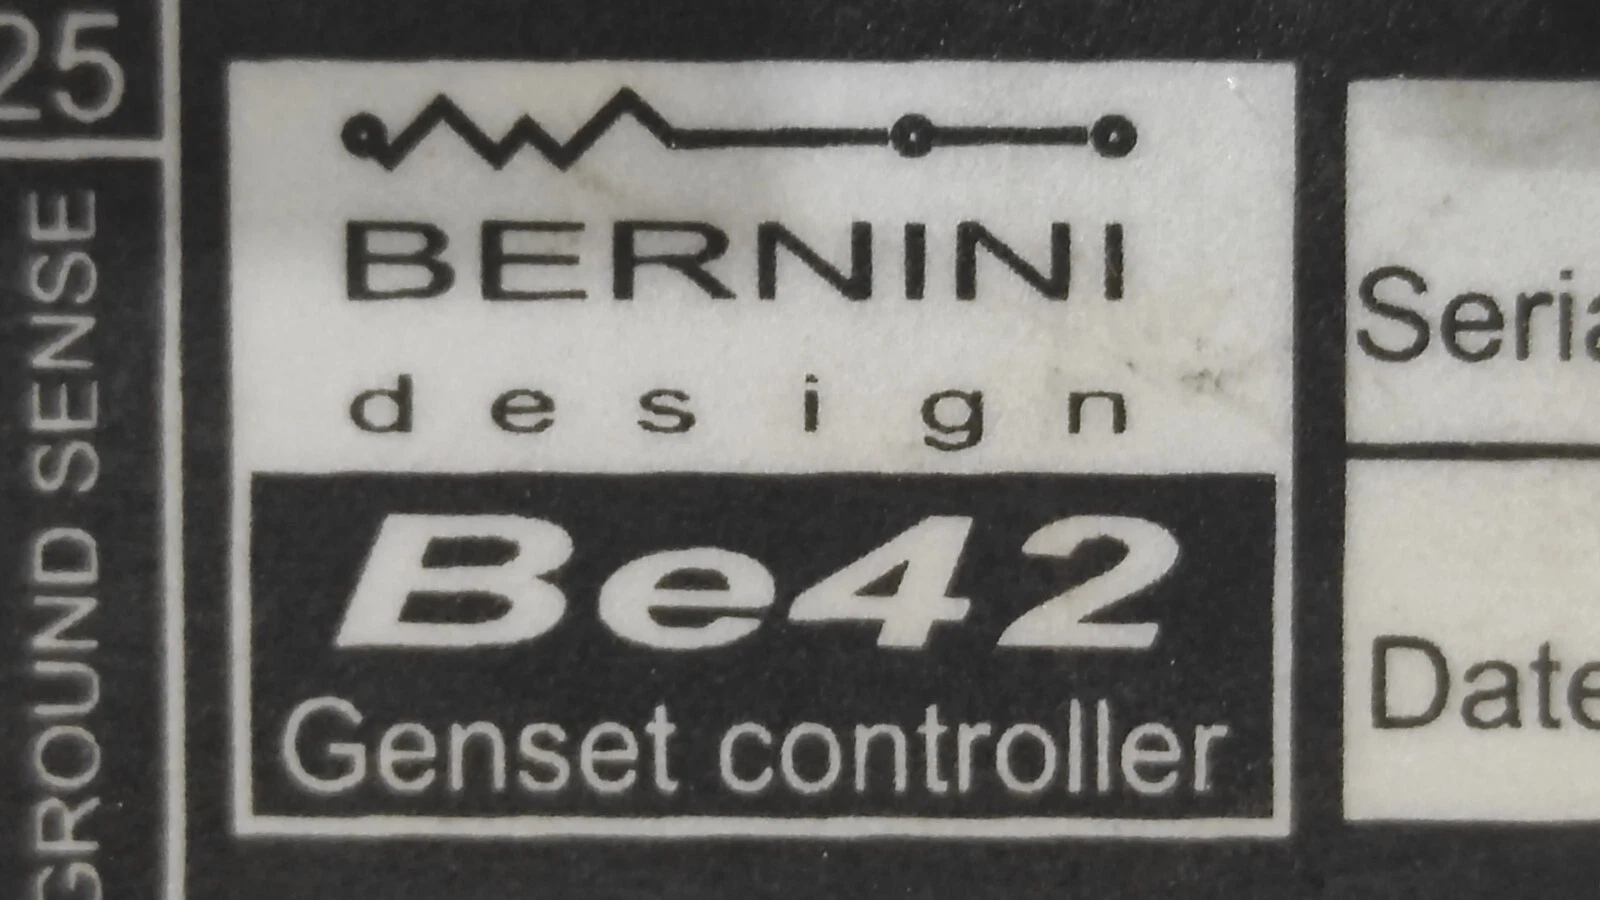 25
GROUND SENSE
BERNINI
design
Be42
Genset controller
Seria
Date